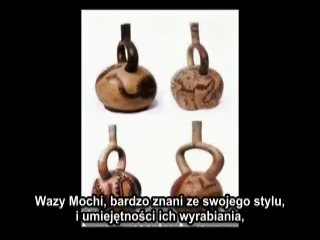 Wazy Mochi, bardzo znani ze swojego stylu,
i umiejętności ich wyrabiania,